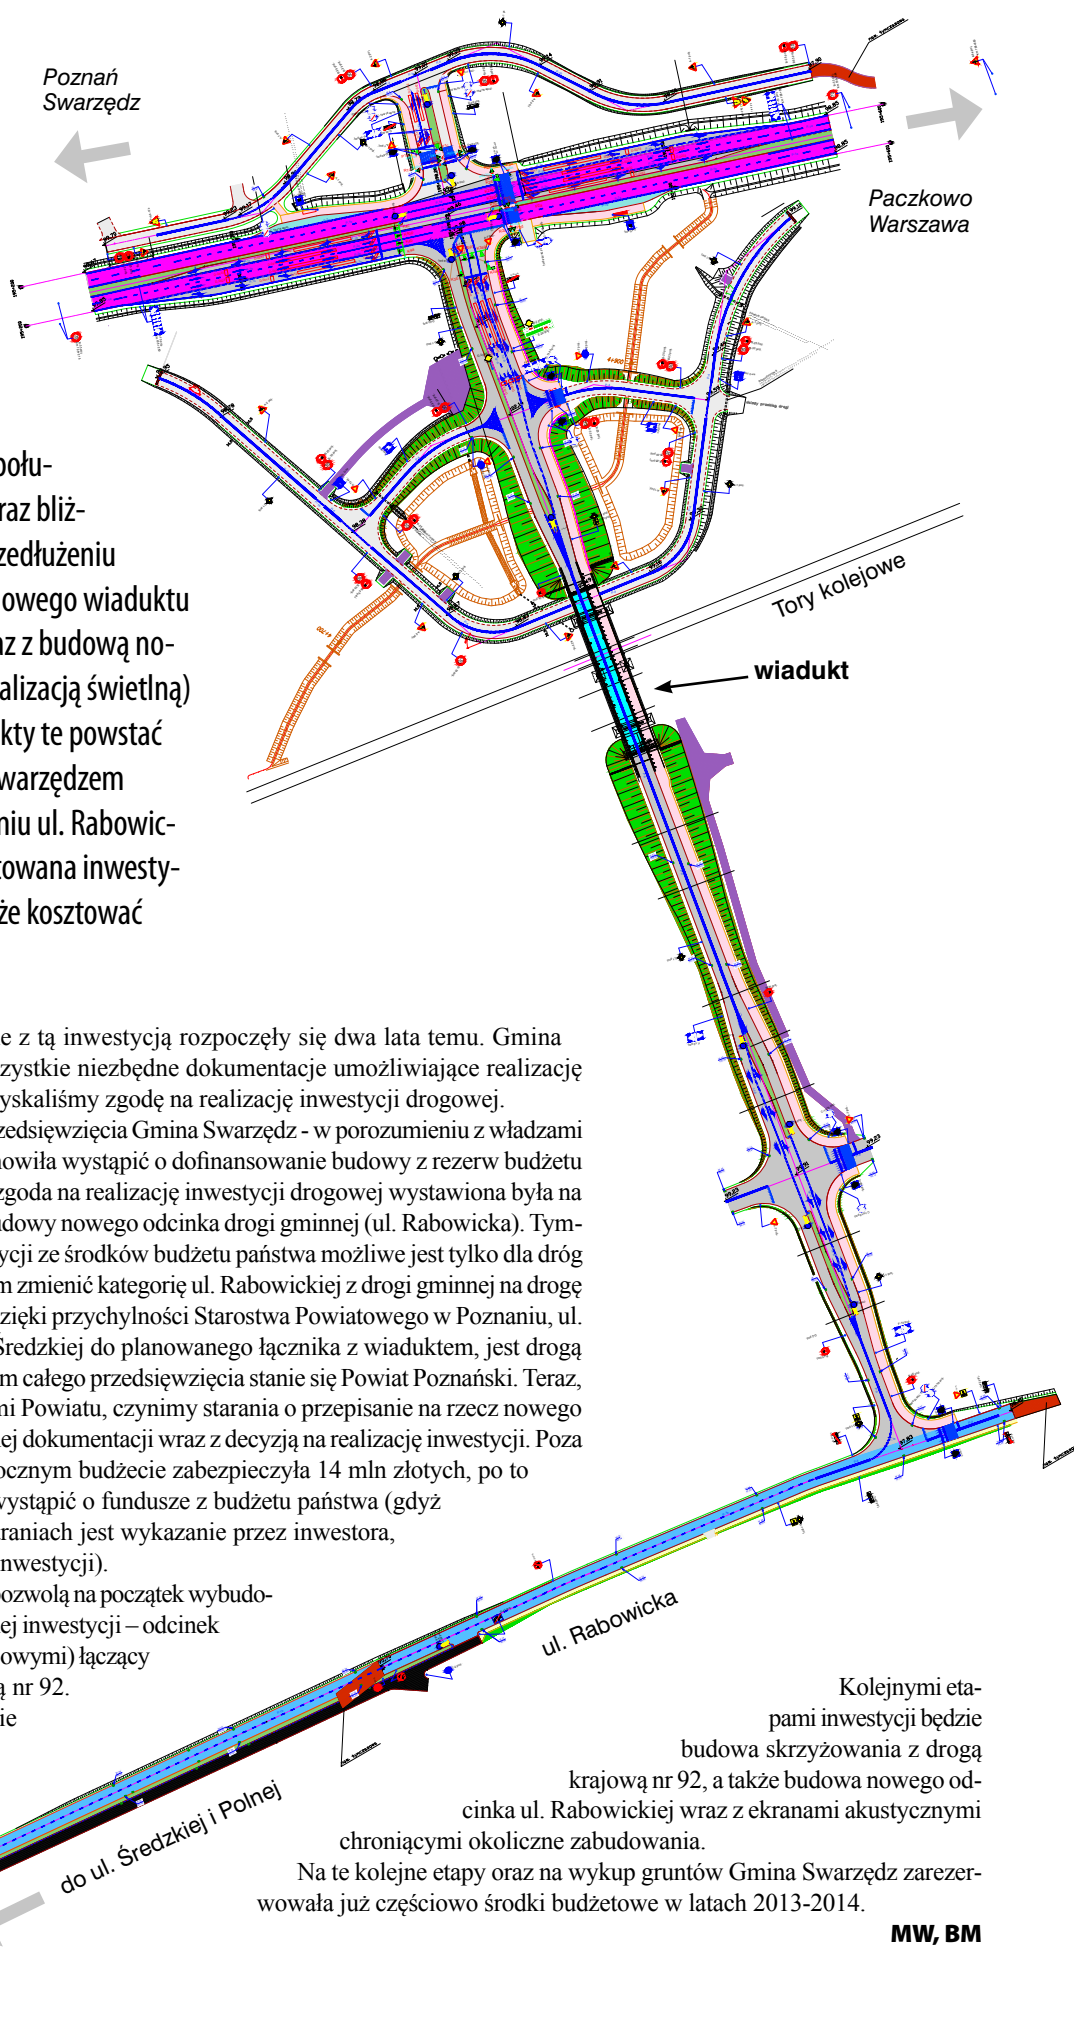 Poznań
Swarzędz
Paczkowo
Warszawa
połu-
raz bliż-
zedłużeniu
owego wiaduktu
az z budową no-
alizacją świetlną)
kty te powstać
warzędzem
niu ul. Rabowic-
towana inwesty-
że kosztować
Tory kolejowe
wiadukt
e z tą inwestycją rozpoczęły się dwa lata temu. Gmina
zystkie niezbędne dokumentacje umożliwiające realizację
yskaliśmy zgodę na realizację inwestycji drogowej.
zedsięwzięcia Gmina Swarzędz - w porozumieniu z władzami
nowiła wystąpić o dofinansowanie budowy z rezerw budżetu
zgoda na realizację inwestycji drogowej wystawiona była na
udowy nowego odcinka drogi gminnej (ul. Rabowicka). Tym-
ycji ze środków budżetu państwa możliwe jest tylko dla dróg
m zmienić kategorię ul. Rabowickiej z drogi gminnej na drogę
zięki przychylności Starostwa Powiatowego w Poznaniu, ul.
Średzkiej do planowanego łącznika z wiaduktem, jest drogą
m całego przedsięwzięcia stanie się Powiat Poznański. Teraz,
ni Powiatu, czynimy starania o przepisanie na rzecz nowego
nej dokumentacji wraz z decyzją na realizację inwestycji. Poza
ocznym budżecie zabezpieczyła 14 mln złotych, po to
wystąpić o fundusze z budżetu państwa (gdyż
raniach jest wykazanie przez inwestora,
nwestycji).
pozwolą na początek wybudo-
ej inwestycji – odcinek
owymi) łączący
ą nr 92.
ie
ul. Rabowicka
do ul. Średzkiej i Polnej
Kolejnymi eta-
pami inwestycji będzie
budowa skrzyżowania z drogą
krajową nr 92, a także budowa nowego od-
cinka ul. Rabowickiej wraz z ekranami akustycznymi
chroniącymi okoliczne zabudowania.
Na te kolejne etapy oraz na wykup gruntów Gmina Swarzędz zarezer-
wowała już częściowo środki budżetowe w latach 2013-2014.
MW, BM